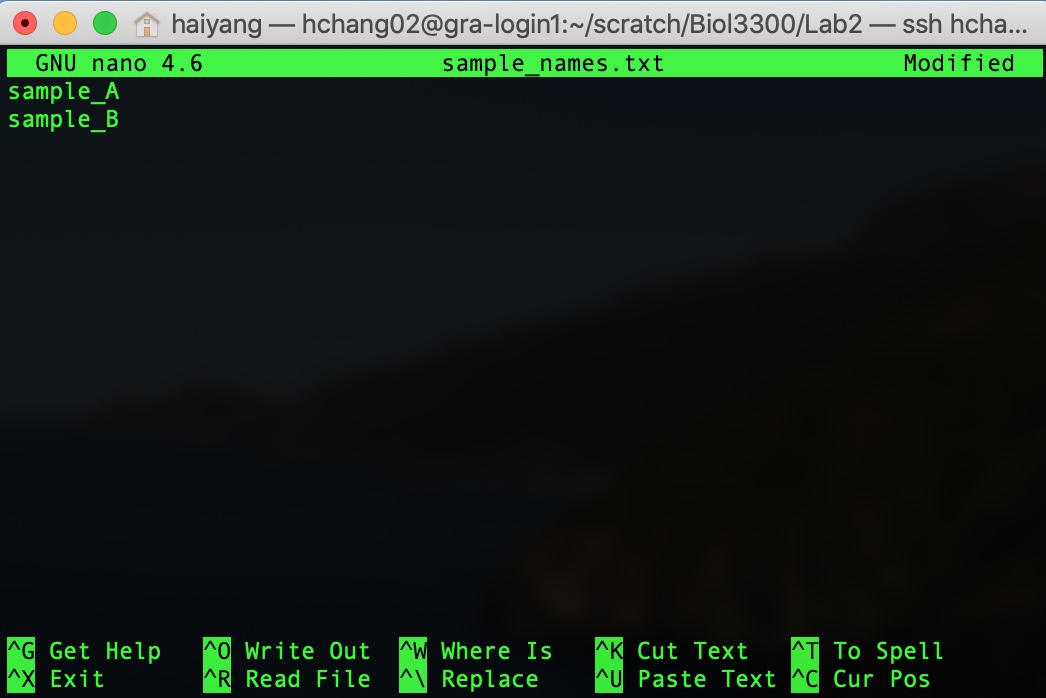 haiyang — hchang02@gra-login1:~/scratch/Biol3300/Lab2 — ssh hcha...
GNU nano 4.6 sample_names.txt Modified
sample_A
sample_B
^G Get Help ^O Write Out ^W Where Is ^K Cut Text ^T To Spell
^X Exit ^R Read File ^\ Replace ^U Paste Text ^C Cur Pos